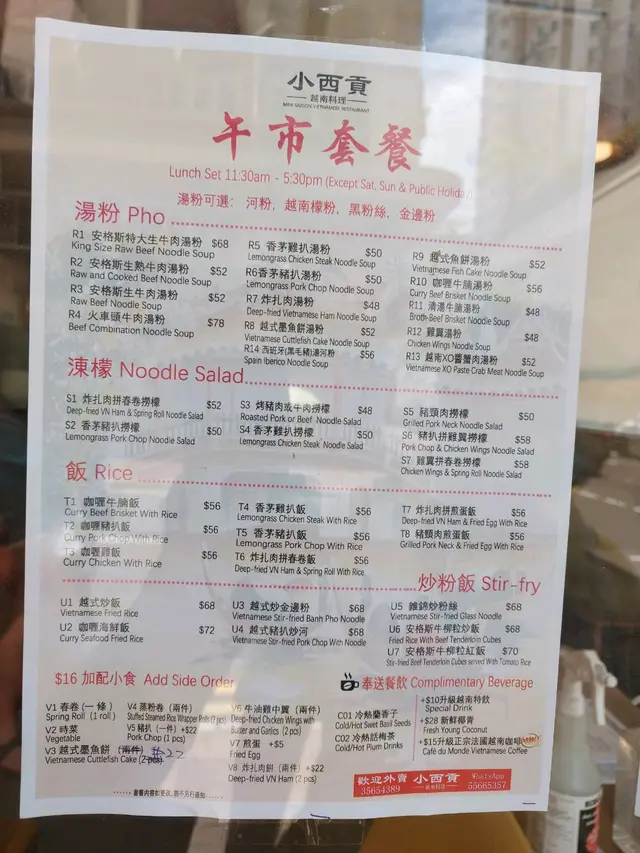 小西貢
越南料理
MINI SAIGON VIETNAMESE RESTAURANT
午市套餐
Lunch Set 11:30am - 5:30pm (Except Sat, Sun & Public Holiday)
湯粉可選： 河粉，越南檬粉，黑粉絲，金邊粉
湯粉 Pho
R1 安格斯特大生牛肉湯粉 $68
King Size Raw Beef Noodle Soup
R2 安格斯生熟牛肉湯粉 $52
Raw and Cooked Beef Noodle Soup
R3 安格斯生牛肉湯粉 $52
Raw Beef Noodle Soup
R4 火車頭牛肉湯粉 $78
Beef Combination Noodle Soup
R5 香茅雞扒湯粉 $50
Lemongrass Chicken Steak Noodle Soup
R6香茅豬扒湯粉 $50
Lemongrass Pork Chop Noodle Soup
R7 炸扎肉湯粉 $48
Deep-fried Vietnamese Ham Noodle Soup
R8 越式墨魚餅湯粉 $52
Vietnamese Cuttlefish Cake Noodle Soup
R14 西班牙(黑毛豬)湯河粉 $56
Spain Iberico Noodle Soup
R9 越式魚餅湯粉 $52
Vietnamese Fish Cake Noodle Soup
R10 咖喱牛腩湯粉 $56
Curry Beef Brisket Noodle Soup
R11 清湯牛腩湯粉 $48
Broth Beef Brisket Noodle Soup
R12 雞翼湯粉 $48
Chicken Wings Noodle Soup
R13 越南XO醬蟹肉湯粉 $52
Vietnamese XO Paste Crab Meat Noodle Soup
涷檬 Noodle Salad
S1 炸扎肉拼春卷撈檬 $52
Deep-fried VN Ham & Spring Roll Noodle Salad
S2 香茅豬扒撈檬 $50
Lemongrass Pork Chop Noodle Salad
S3 烤豬肉或牛肉撈檬 $48
Roasted Pork or Beef Noodle Salad
S4 香茅雞扒撈檬 $50
Lemongrass Chicken Steak Noodle Salad
S5 豬頸肉撈檬 $50
Grilled Pork Neck Noodle Salad
S6 豬扒拼雞翼撈檬 $58
Pork Chop & Chicken Wings Noodle Salad
S7 雞翼拼春卷撈檬 $58
Chicken Wings & Spring Roll Noodle Salad
飯 Rice
T1 咖喱牛腩飯 $56
Curry Beef Brisket With Rice
T2 咖喱豬扒飯 $56
Curry Pork Chop With Rice
T3 咖喱雞飯 $56
Curry Chicken With Rice
T4 香茅雞扒飯 $56
Lemongrass Chicken Steak With Rice
T5 香茅豬扒飯 $56
Lemongrass Pork Chop With Rice
T6 炸扎肉拼春卷飯 $56
Deep-fried VN Ham & Spring Roll With Rice
T7 炸扎肉拼煎蛋飯 $56
Deep-fried VN Ham & Fried Egg With Rice
T8 豬頸肉煎蛋飯 $56
Grilled Pork Neck & Fried Egg With Rice
炒粉飯 Stir-fry
U1 越式炒飯 $68
Vietnamese Fried Rice
U2 咖喱海鮮飯 $72
Curry Seafood Fried Rice
U3 越式炒金邊粉 $68
Vietnamese Stir-fried Banh Pho Noodle
U4 越式豬扒炒河 $68
Vietnamese Stir-fried Pork Chop With Noodle
U5 雜錦炒粉絲 $68
Vietnamese Stir-fried Glass Noodle
U6 安格斯牛柳粒炒飯 $68
Fried Rice With Beef Tenderloin Cubes
U7 安格斯牛柳粒紅飯 $70
Stir-fried Beef Tenderloin Cubes served With Tomato Rice
$16 加配小食 Add Side Order
V1 春卷 (一 條 )
Spring Roll (1 roll )
V2 時菜
Vegetable
V3 越式墨魚餅 (兩件) $22
Vietnamese Cuttlefish Cake (2 pcs)
V4 蒸粉卷 (兩件)
Stuffed Steamed Rice Wrapper Rolls (2 pcs)
V5 豬扒 (一件) +$22
Pork Chop (1 pcs)
V6 牛油雞中翼 (兩件)
Deep-fried Chicken Wings with
Butter and Garlics (2 pcs)
V7 煎蛋 +$5
Fried Egg
V8 炸扎肉餅 (兩件) +$22
Deep-fried VN Ham (2 pcs)
奉送餐飲 Complimentary Beverage
C01 冷熱蘭香子
Cold/Hot Swet Basil Seeds
C02 冷熱話梅茶
Cold/Hot Plum Drinks
+$10升級越南特飲
Special Drink
+$28 新鮮椰青
Fresh Young Coconut
+$15升級正宗法國越南咖啡
Café du Monde Vietnamese Coffee
歡迎外賣
35654389
小西貢
越南料理
WhatsApp
55665357
······套餐內容如更改,恕不另行通知······